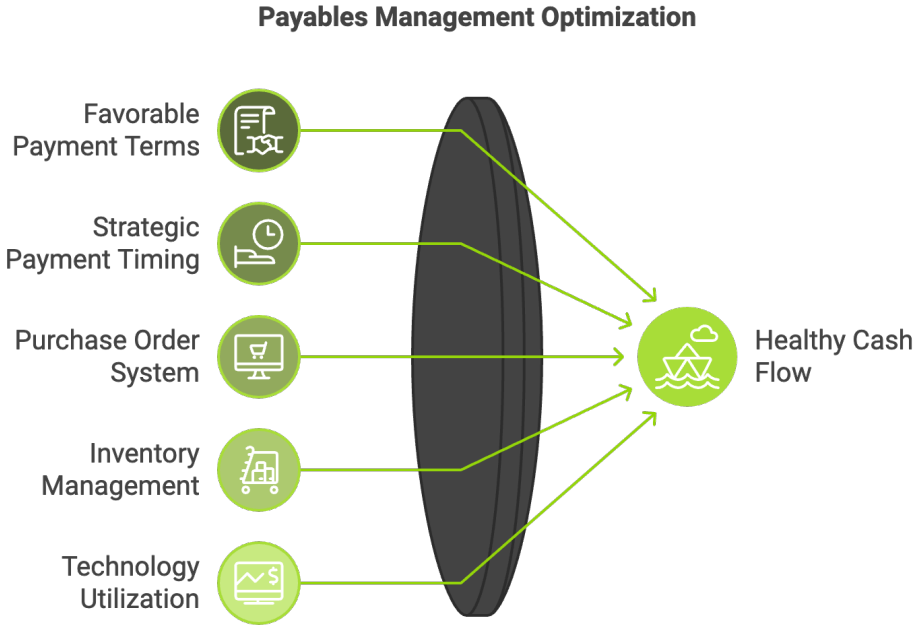 Payables Management Optimization
Favorable
Payment Terms
Strategic
Payment Timing
Purchase Order
System
Healthy Cash
Flow
Inventory
Management
Technology
Utilization
$